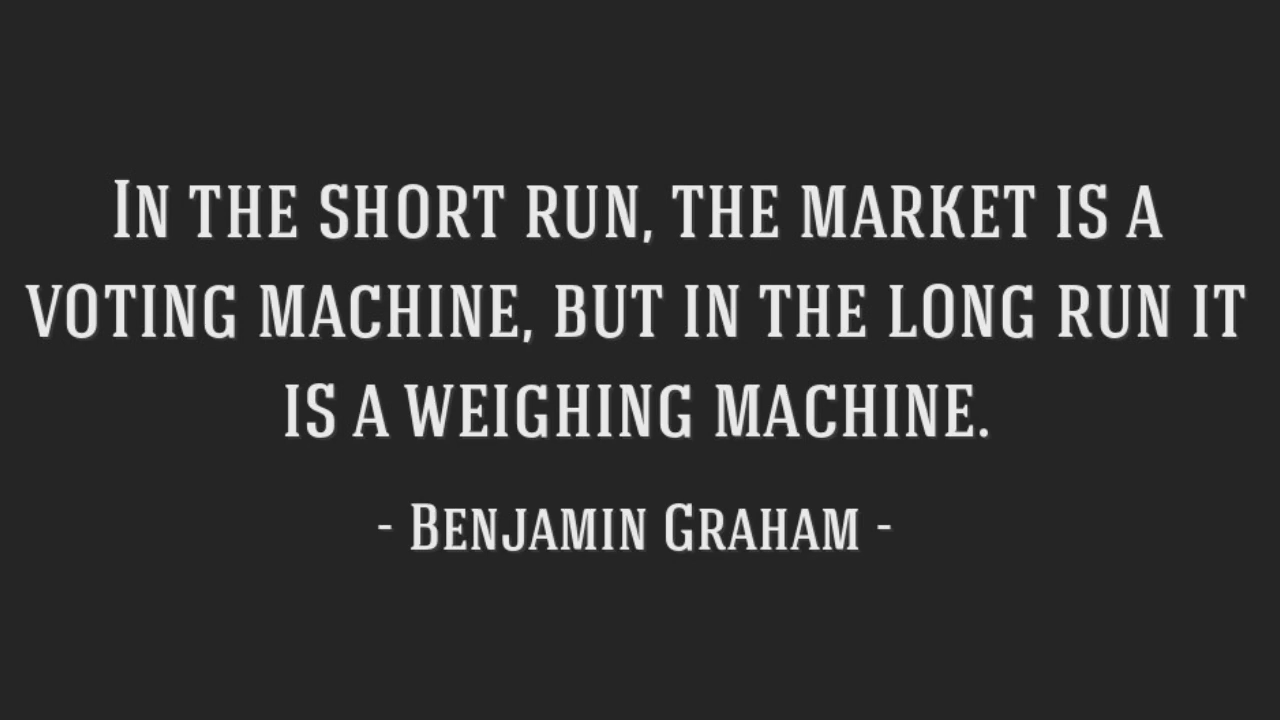 In the short run, the market is a
voting machine, but in the long run it
is a weighing machine.
- Benjamin Graham -